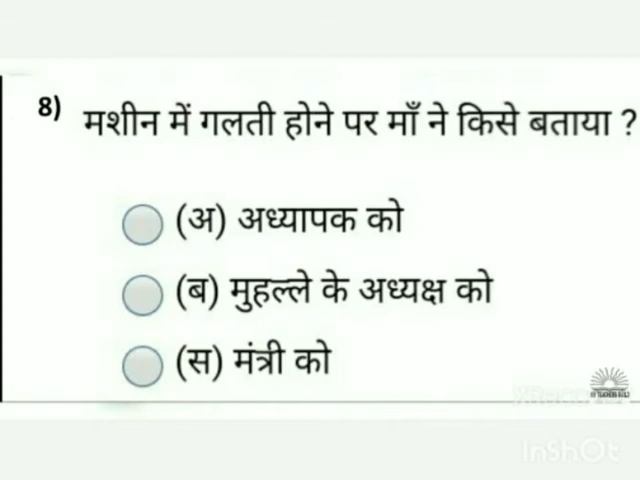 8) मशीन में गलती होने पर माँ ने किसे बताया ?
(अ) अध्यापक को
(ब) मुहल्ले के अध्यक्ष को
(स) मंत्री को
InShOt